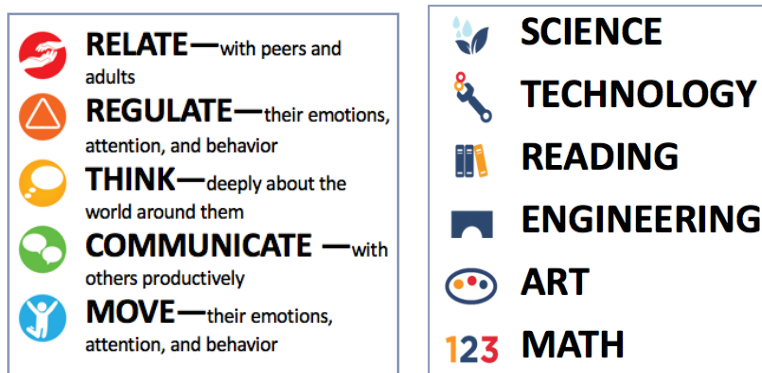 RELATE—with peers and
adults
REGULATE—their emotions,
attention, and behavior
THINK—deeply about the
world around them
COMMUNICATE —with
others productively
MOVE—their emotions,
attention, and behavior
SCIENCE
TECHNOLOGY
READING
ENGINEERING
ART
123 MATH